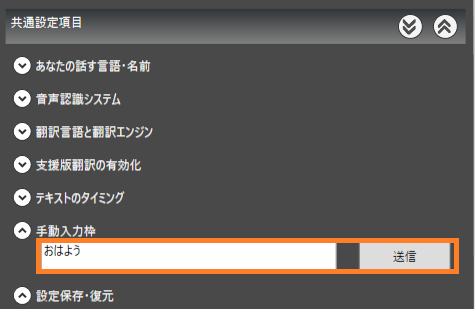 共通設定項目
あなたの話す言語・名前
音声認識システム
翻訳言語と翻訳エンジン
支援版翻訳の有効化
テキストのタイミング
手動入力枠
おはよう 送信
設定保存・復元